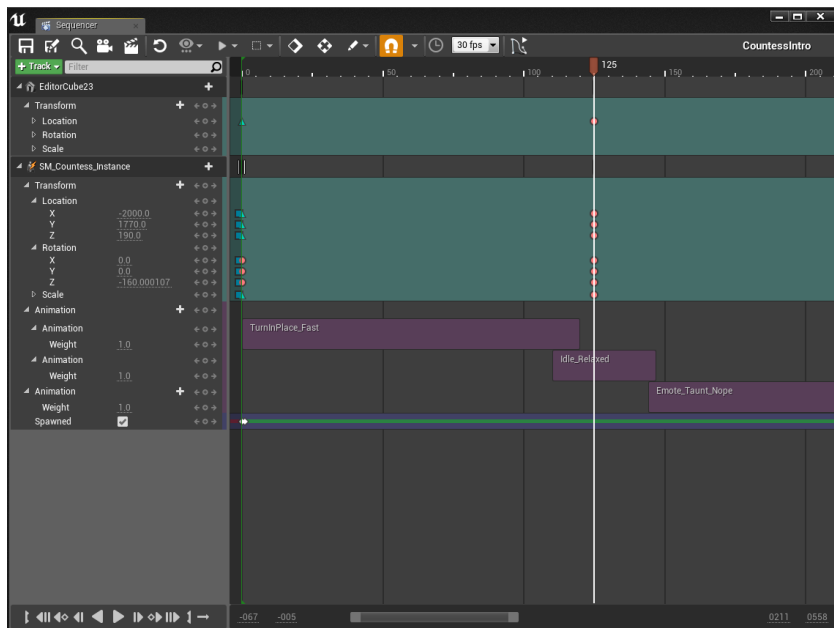 Sequencer
30 fps
CountessIntro
+ Track
Filter
0
50
100
125
150
200
EditorCube23
Transform
Location
Rotation
Scale
SM_Countess_Instance
Transform
Location
X -2000.0
Y 1770.0
Z 190.0
Rotation
X 0.0
Y 0.0
Z -160.000107
Scale
Animation
Animation TurnInPlace_Fast
Weight 1.0
Animation Idle_Relaxed
Weight 1.0
Animation Emote_Taunt_Nope
Weight 1.0
Spawned
-067 -005 0211 0558